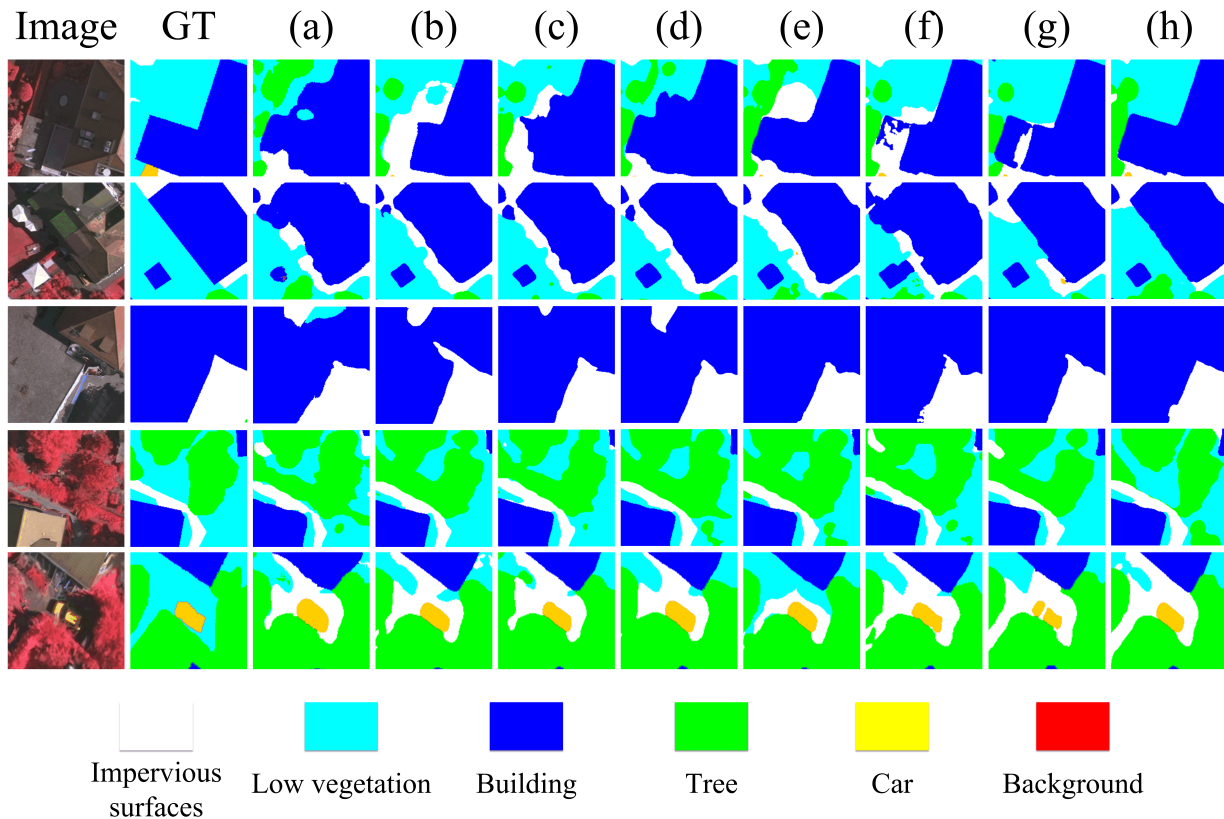 Image GT (a) (b) (c) (d) (e) (f) (g) (h)
Impervious
surfaces
Low vegetation
Building
Tree
Car
Background